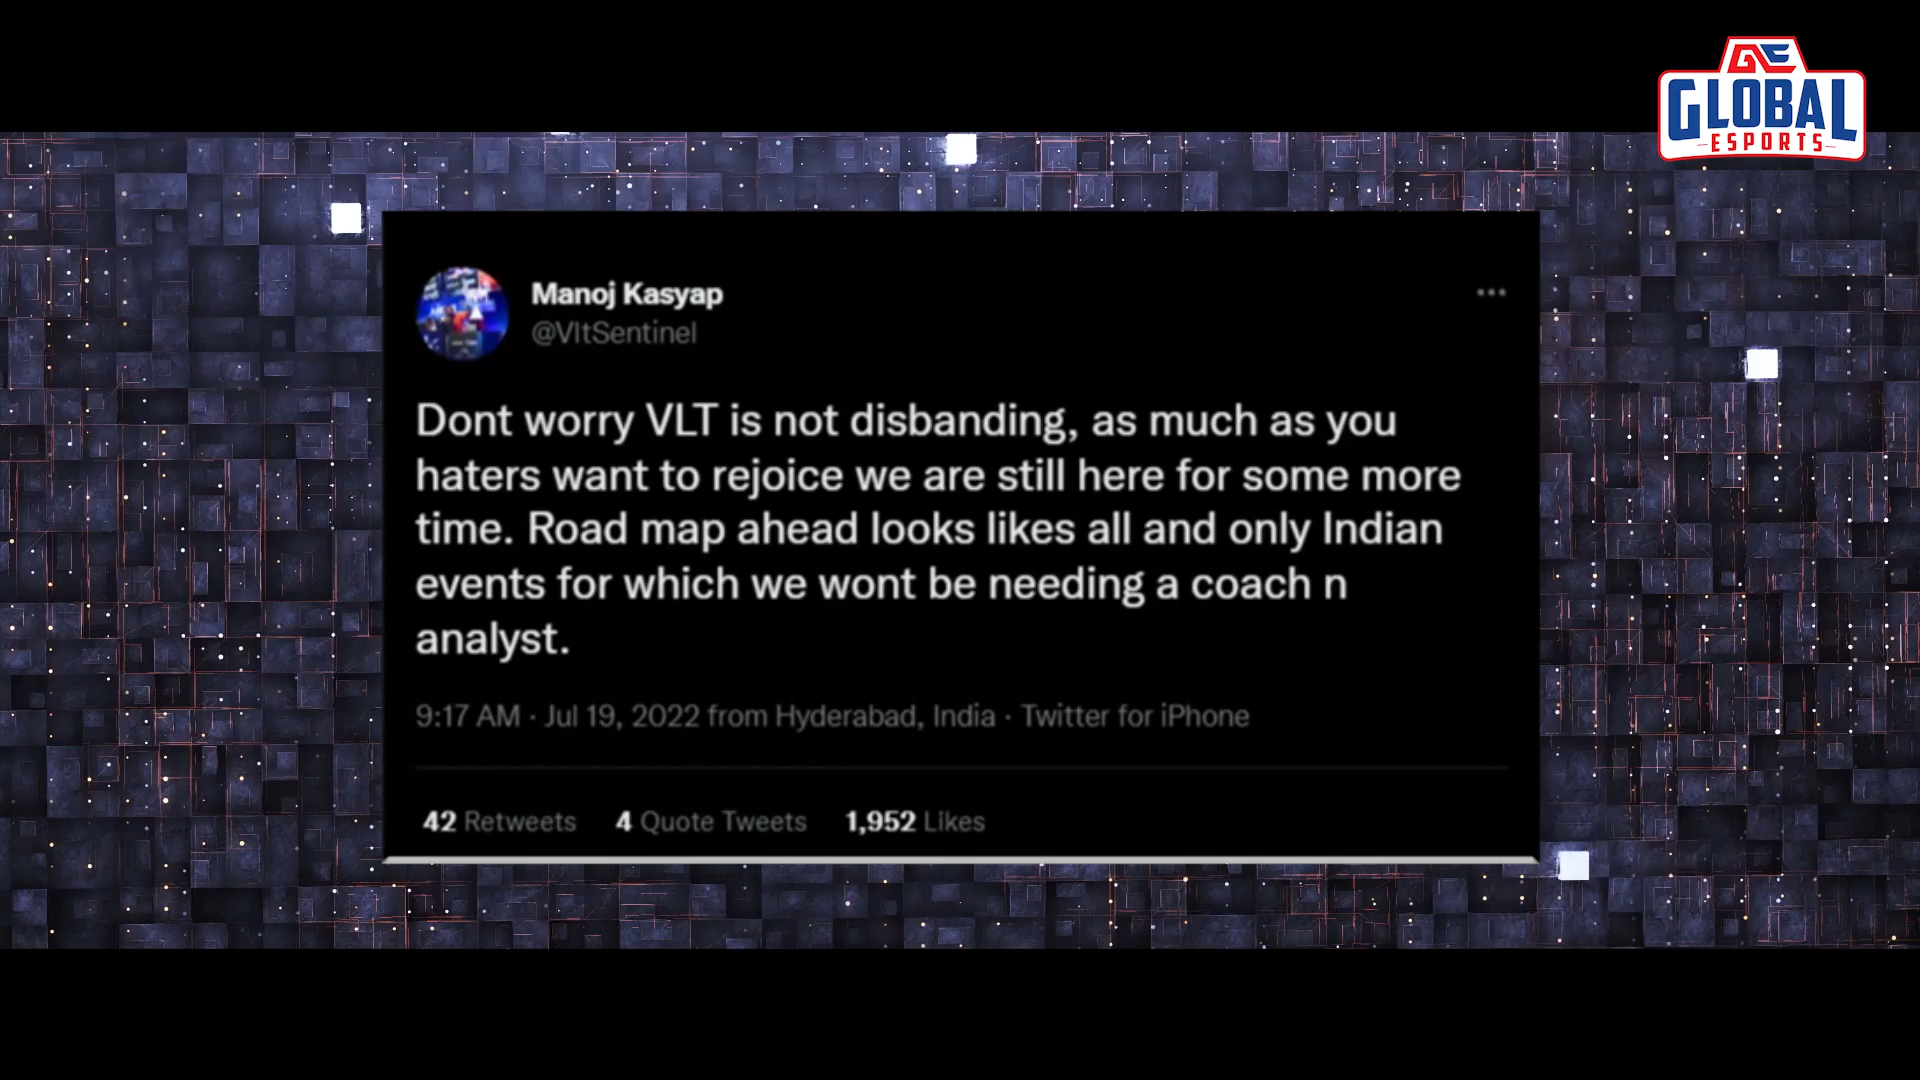 GE
GLOBAL
ESPORTS
Manoj Kasyap
@VltSentinel
Dont worry VLT is not disbanding, as much as you
haters want to rejoice we are still here for some more
time. Road map ahead looks likes all and only Indian
events for which we wont be needing a coach n
analyst.
9:17 AM · Jul 19, 2022 from Hyderabad, India · Twitter for iPhone
42 Retweets 4 Quote Tweets 1,952 Likes